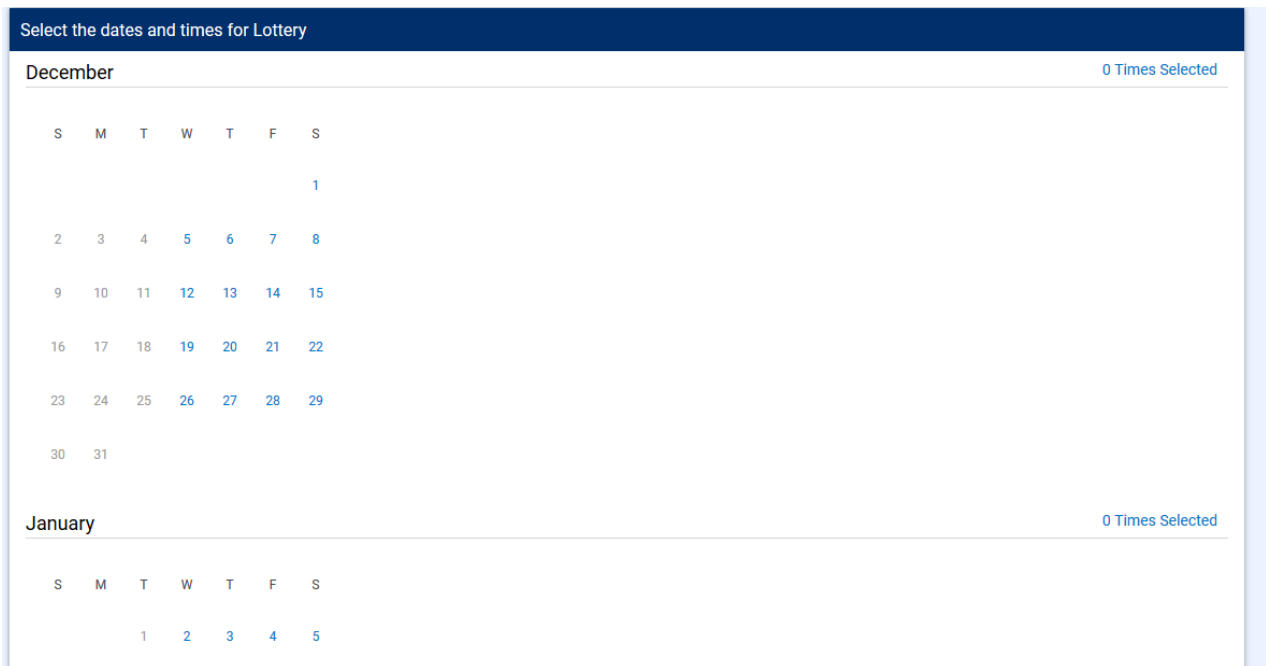 Select the dates and times for Lottery
December 0 Times Selected
S M T W T F S
1
2 3 4 5 6 7 8
9 10 11 12 13 14 15
16 17 18 19 20 21 22
23 24 25 26 27 28 29
30 31
January 0 Times Selected
S M T W T F S
1 2 3 4 5